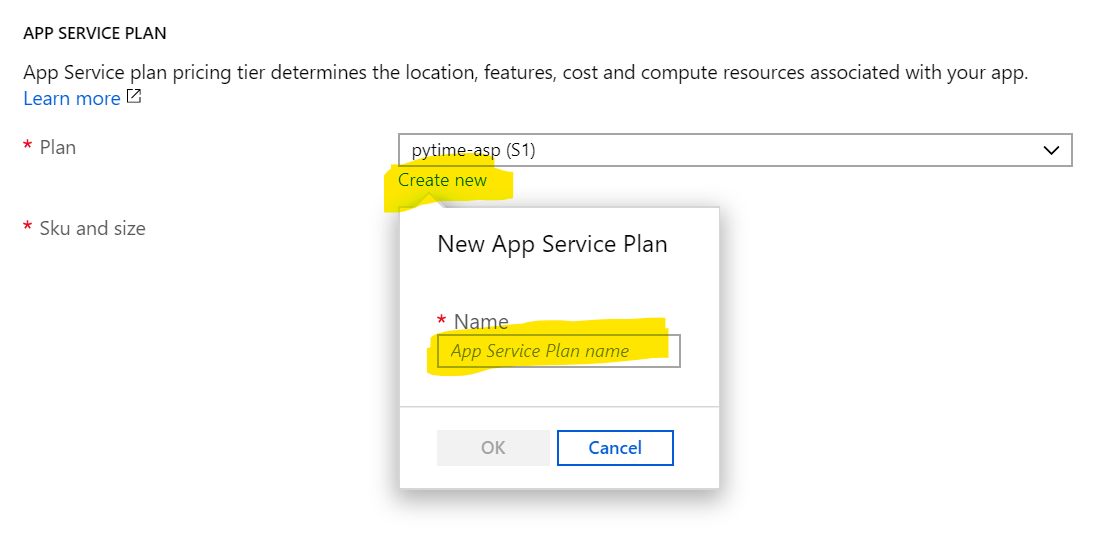 APP SERVICE PLAN
App Service plan pricing tier determines the location, features, cost and compute resources associated with your app.
Learn more
* Plan
pytime-asp (S1)
Create new
* Sku and size
New App Service Plan
* Name
App Service Plan name
OK
Cancel